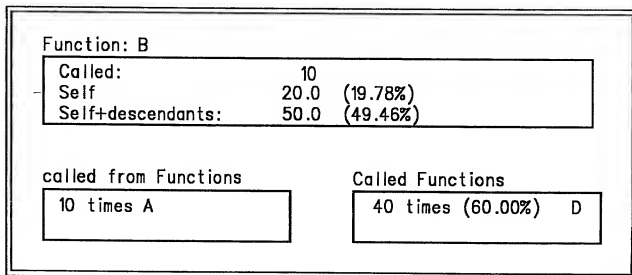 Function: B
Called: 10
Self 20.0 (19.78%)
Self+descendants: 50.0 (49.46%)
called from Functions
10 times A
Called Functions
40 times (60.00%) D